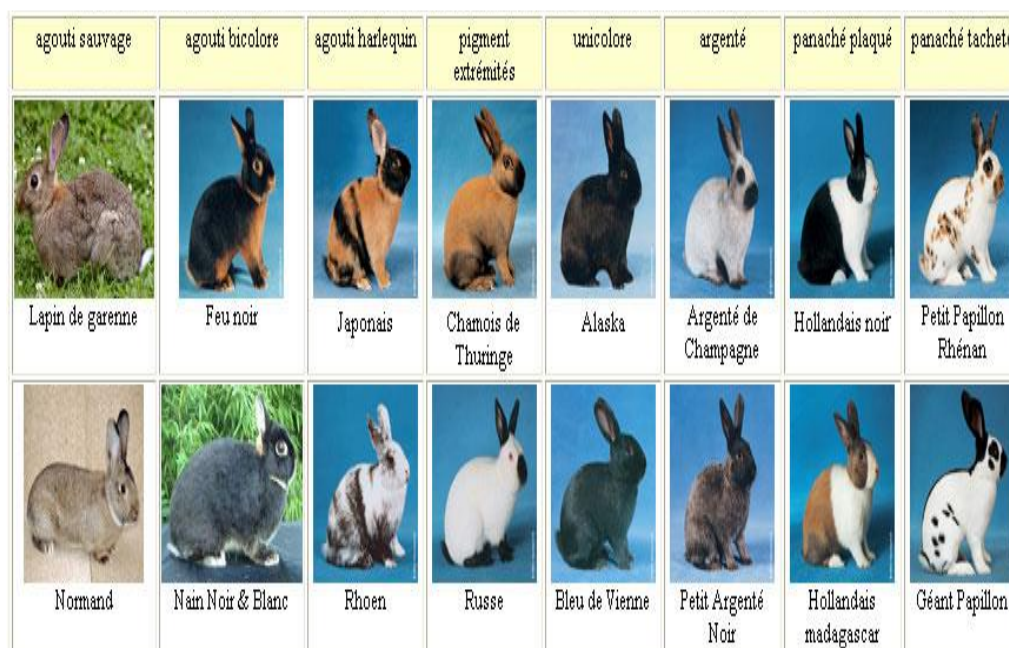 agouti sauvage
agouti bicolore
agouti harlequin
pigment
extrémités
unicolore
argenté
panaché plaqué
panaché tacheté
Lapin de garenne
Feu noir
Japonais
Chamois de
Thuringe
Alaska
Argenté de
Champagne
Hollandais noir
Petit Papillon
Rhénan
Normand
Nain Noir & Blanc
Rhoen
Russe
Bleu de Vienne
Petit Argenté
Noir
Hollandais
madagascar
Géant Papillon